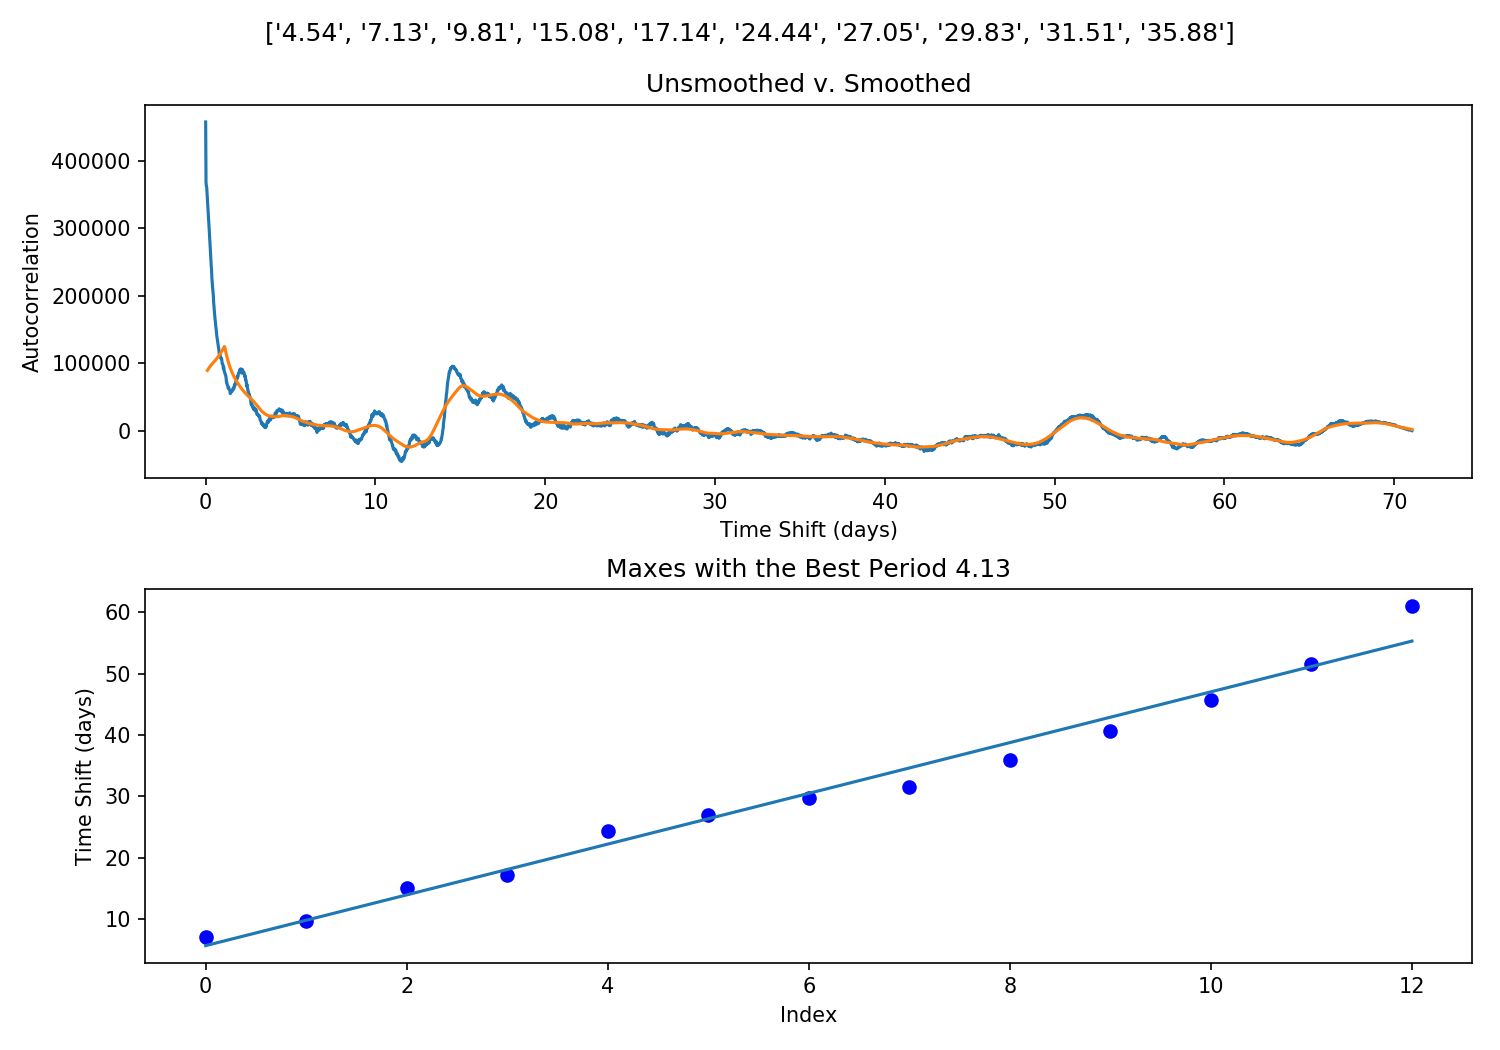 ['4.54', '7.13', '9.81', '15.08', '17.14', '24.44', '27.05', '29.83', '31.51', '35.88']
Unsmoothed v. Smoothed
Autocorrelation
400000
300000
200000
100000
0
0 10 20 30 40 50 60 70
Time Shift (days)
Maxes with the Best Period 4.13
Time Shift (days)
60
50
40
30
20
10
0 2 4 6 8 10 12
Index